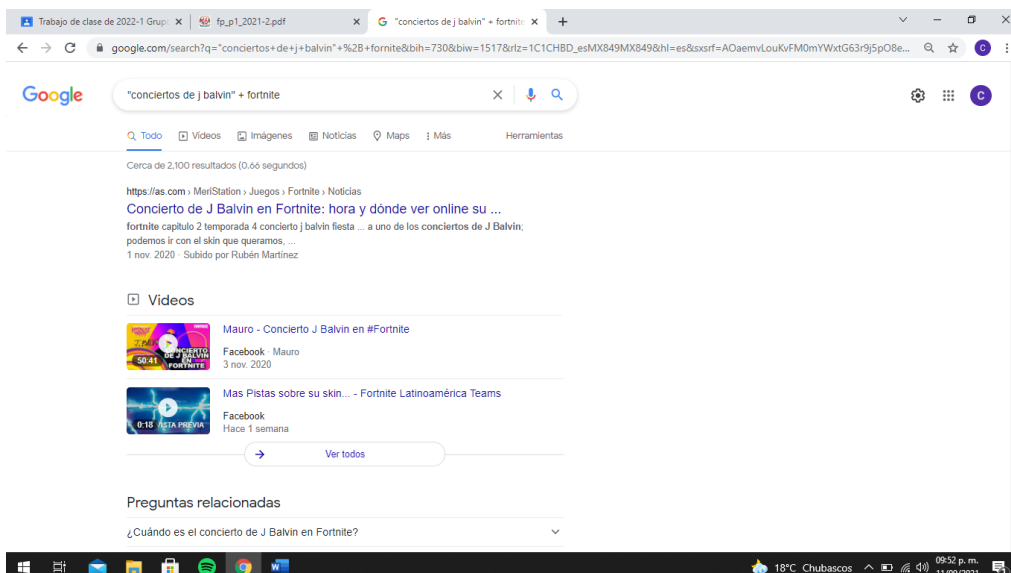 Trabajo de clase de 2022-1 Grup
fp_p1_2021-2.pdf
"conciertos de j balvin" + fortnite
google.com/search?q="conciertos+de+j+balvin"+%2B+fornite&bih=730&biw=1517&rlz=1C1CHBD_esMX849MX849&hl=es&sxsrf=AOaemvLouKvFM0mYWxtG63r9j5pO8e...
C
Google
"conciertos de j balvin" + fortnite
C
Todo Videos Imágenes Noticias Maps Más Herramientas
Cerca de 2,100 resultados (0.66 segundos)
https://as.com › MeriStation › Juegos › Fortnite › Noticias
Concierto de J Balvin en Fortnite: hora y dónde ver online su ...
fortnite capitulo 2 temporada 4 concierto j balvin fiesta ... a uno de los conciertos de J Balvin;
podemos ir con el skin que queramos, ...
1 nov. 2020 · Subido por Rubén Martínez
Videos
CONCIERTO
DE J BALVIN
EN
FORTNITE
50:41
Mauro - Concierto J Balvin en #Fortnite
Facebook · Mauro
3 nov. 2020
0:18
VISTA PREVIA
Mas Pistas sobre su skin... - Fortnite Latinoamérica Teams
Facebook
Hace 1 semana
Ver todos
Preguntas relacionadas
¿Cuándo es el concierto de J Balvin en Fortnite?
18°C Chubascos
09:52 p. m.
11/09/2021